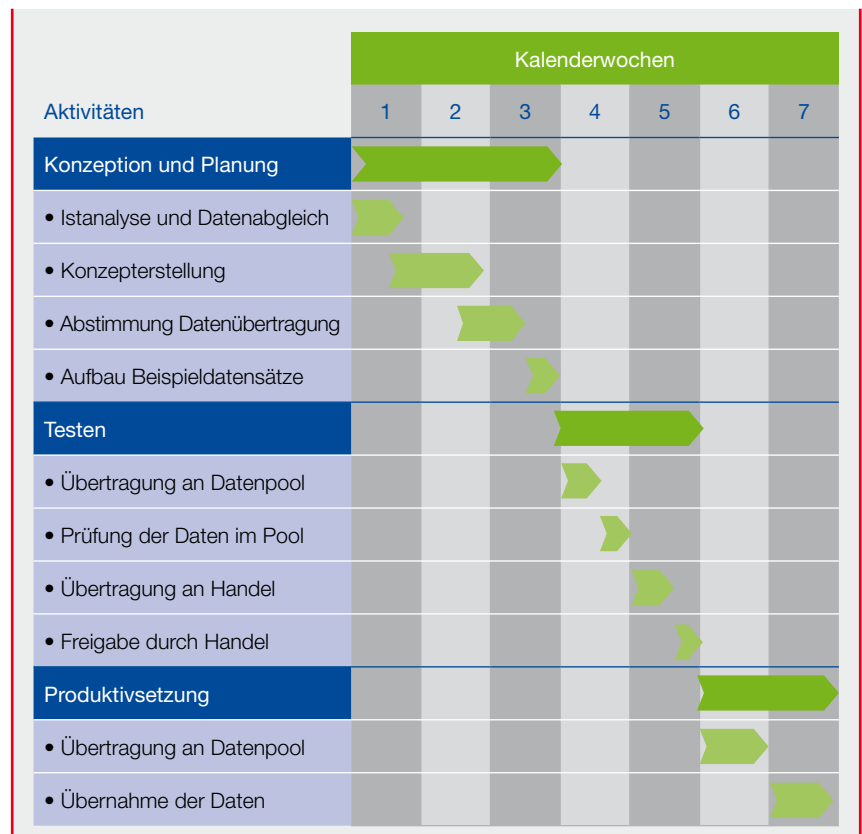 Kalenderwochen
Aktivitäten 1 2 3 4 5 6 7
Konzeption und Planung
• Istanalyse und Datenabgleich
• Konzepterstellung
• Abstimmung Datenübertragung
• Aufbau Beispieldatensätze
Testen
• Übertragung an Datenpool
• Prüfung der Daten im Pool
• Übertragung an Handel
• Freigabe durch Handel
Produktivsetzung
• Übertragung an Datenpool
• Übernahme der Daten